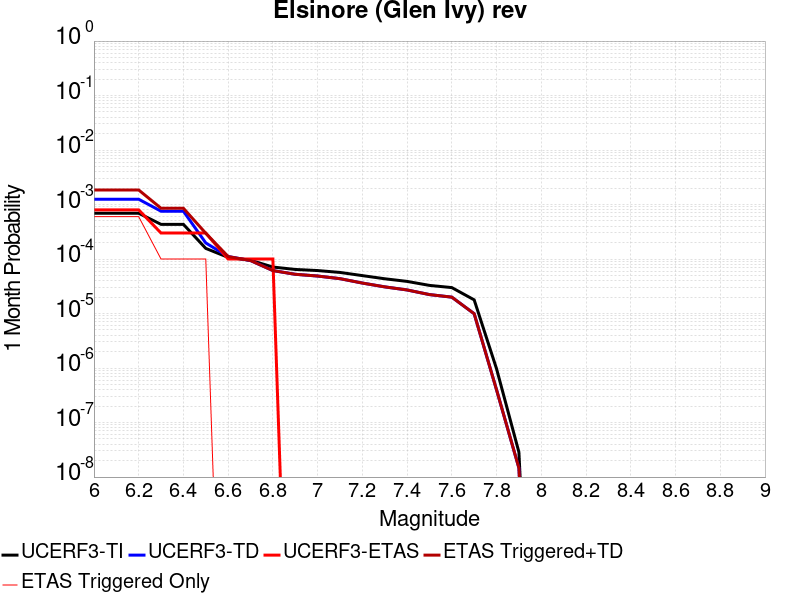 Elsinore (Glen Ivy) rev
10^0
10^-1
10^-2
10^-3
10^-4
10^-5
10^-6
10^-7
10^-8
1 Month Probability
6 6.2 6.4 6.6 6.8 7 7.2 7.4 7.6 7.8 8 8.2 8.4 8.6 8.8 9
Magnitude
UCERF3-TI UCERF3-TD UCERF3-ETAS ETAS Triggered+TD
ETAS Triggered Only